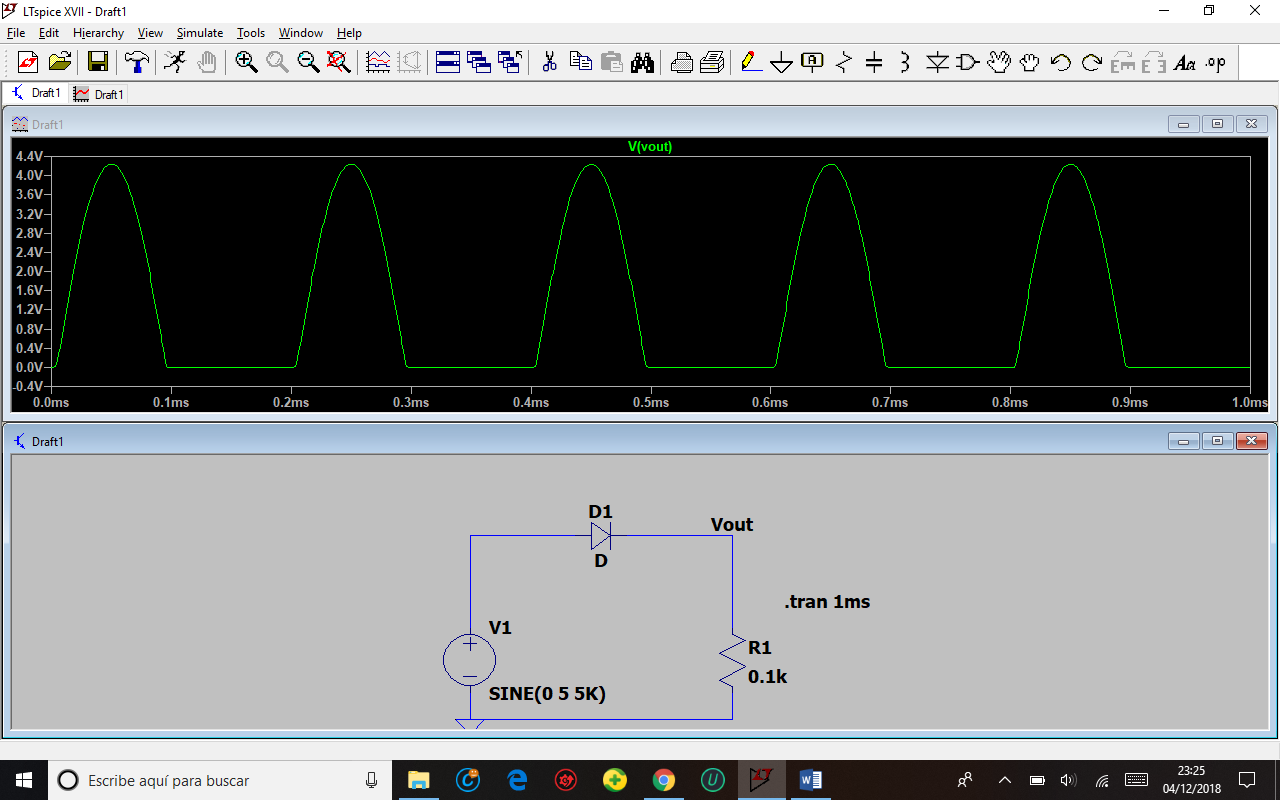 LTspice XVII - Draft1
File Edit Hierarchy View Simulate Tools Window Help
Draft1 Draft1
Draft1
V(vout)
4.4V
4.0V
3.6V
3.2V
2.8V
2.4V
2.0V
1.6V
1.2V
0.8V
0.4V
0.0V
-0.4V
0.0ms 0.1ms 0.2ms 0.3ms 0.4ms 0.5ms 0.6ms 0.7ms 0.8ms 0.9ms 1.0ms
Draft1
D1
Vout
D
.tran 1ms
V1
R1
0.1k
SINE(0 5 5K)
Escribe aquí para buscar
23:25
04/12/2018